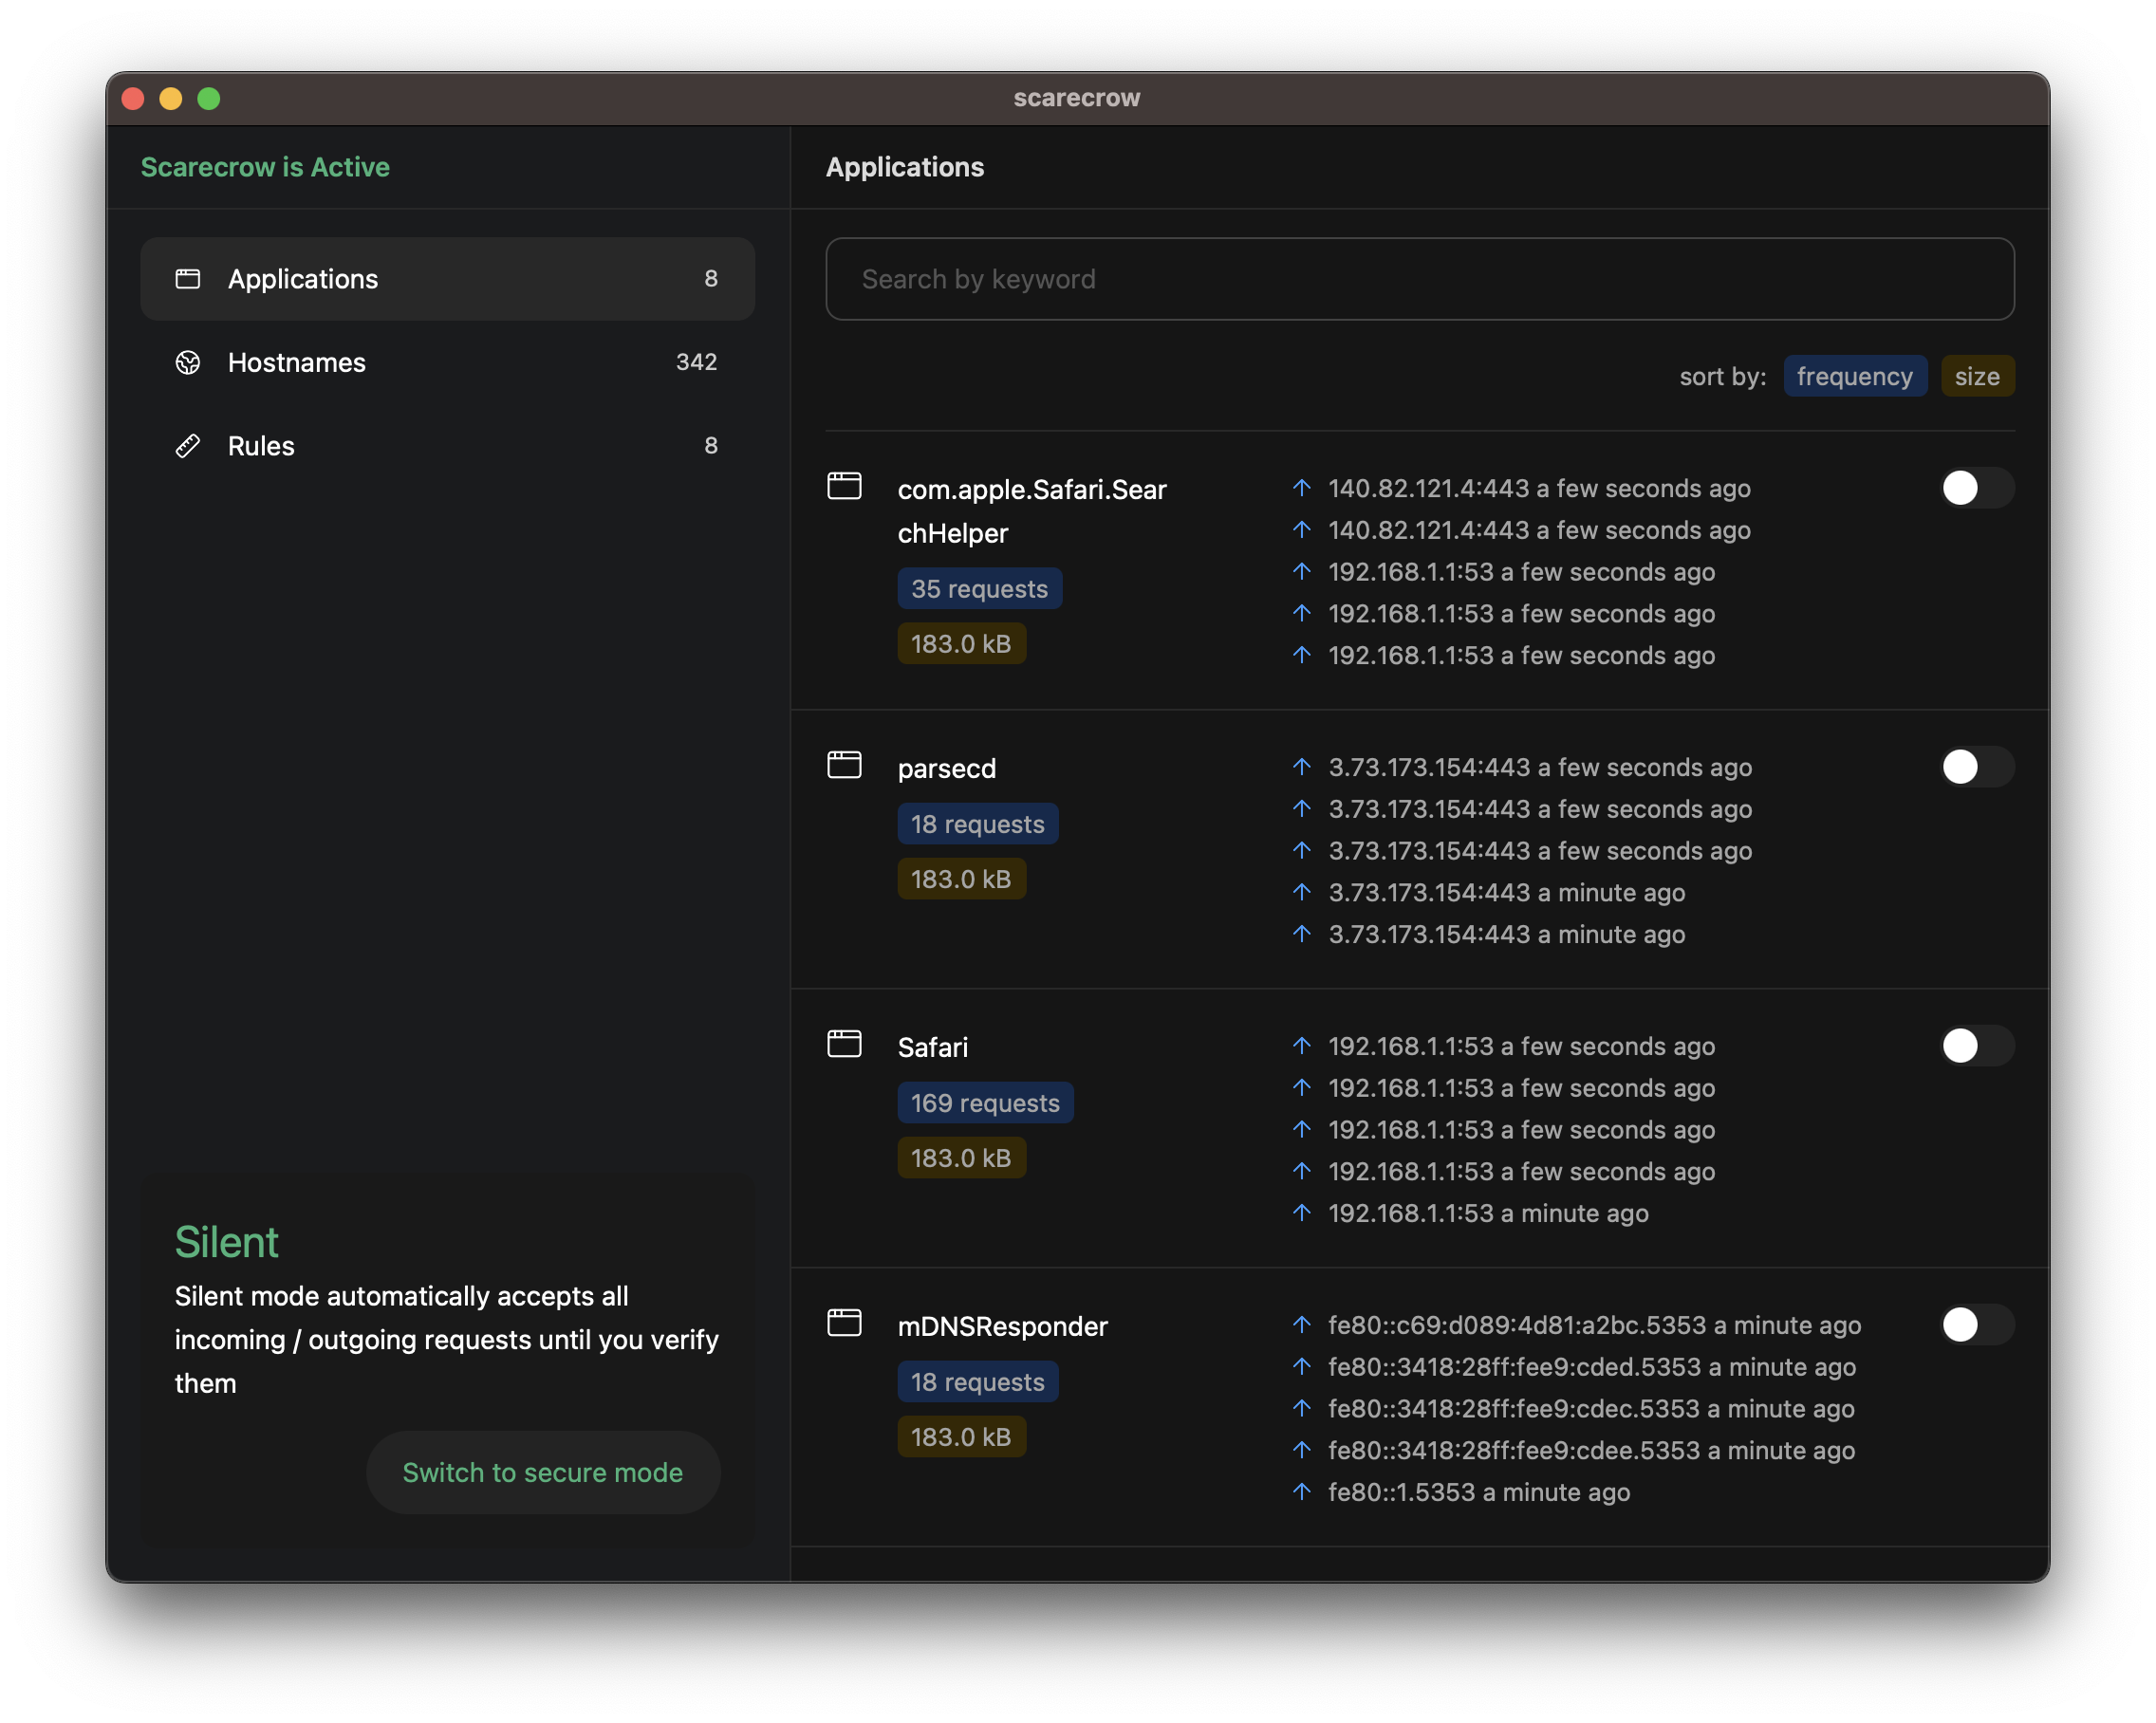 scarecrow
Scarecrow is Active
Applications 8
Hostnames 342
Rules 8
Silent
Silent mode automatically accepts all
incoming / outgoing requests until you verify
them
Switch to secure mode
Applications
Search by keyword
sort by: frequency size
com.apple.Safari.Sear
chHelper
35 requests
183.0 kB
↑ 140.82.121.4:443 a few seconds ago
↑ 140.82.121.4:443 a few seconds ago
↑ 192.168.1.1:53 a few seconds ago
↑ 192.168.1.1:53 a few seconds ago
↑ 192.168.1.1:53 a few seconds ago
parsecd
18 requests
183.0 kB
↑ 3.73.173.154:443 a few seconds ago
↑ 3.73.173.154:443 a few seconds ago
↑ 3.73.173.154:443 a few seconds ago
↑ 3.73.173.154:443 a minute ago
↑ 3.73.173.154:443 a minute ago
Safari
169 requests
183.0 kB
↑ 192.168.1.1:53 a few seconds ago
↑ 192.168.1.1:53 a few seconds ago
↑ 192.168.1.1:53 a few seconds ago
↑ 192.168.1.1:53 a few seconds ago
↑ 192.168.1.1:53 a minute ago
mDNSResponder
18 requests
183.0 kB
↑ fe80::c69:d089:4d81:a2bc.5353 a minute ago
↑ fe80::3418:28ff:fee9:cded.5353 a minute ago
↑ fe80::3418:28ff:fee9:cdec.5353 a minute ago
↑ fe80::3418:28ff:fee9:cdee.5353 a minute ago
↑ fe80::1.5353 a minute ago